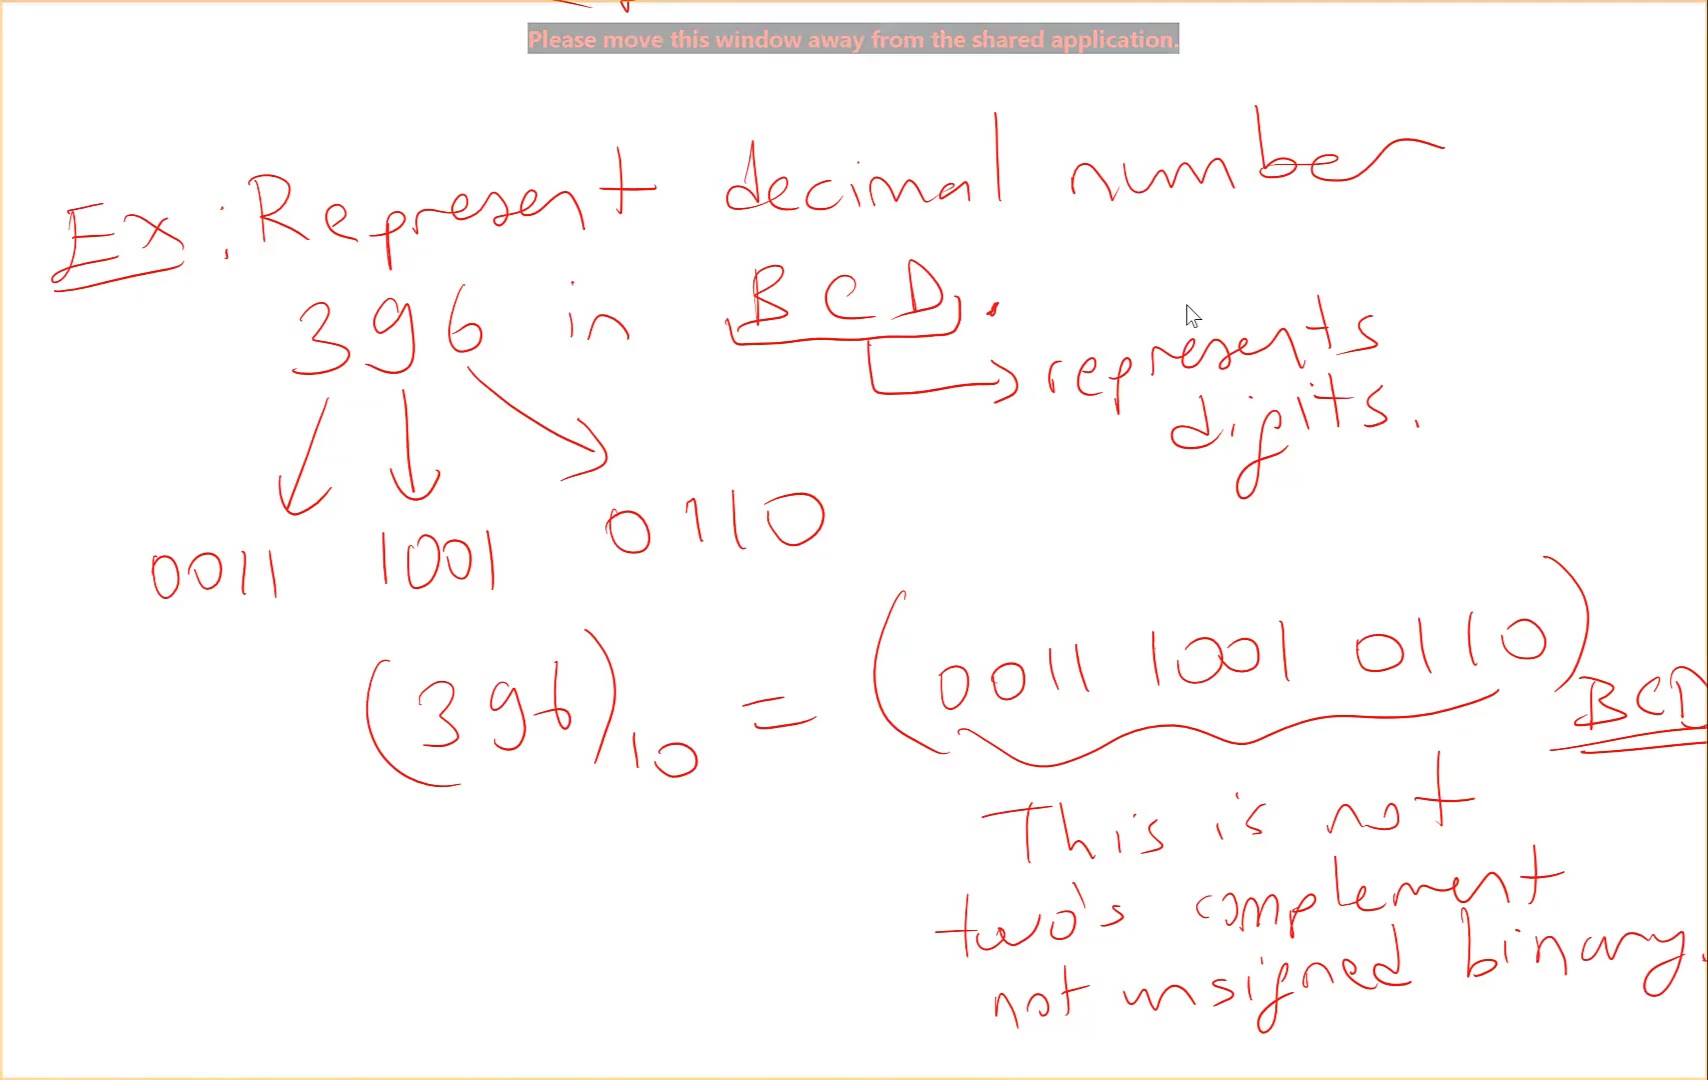 Please move this window away from the shared application.
Ex: Represent decimal number
396 in BCD.
represents
digits.
0011 1001 0110
(396)10 = (0011 1001 0110)BCD
This is not
two's complement
not unsigned binary.